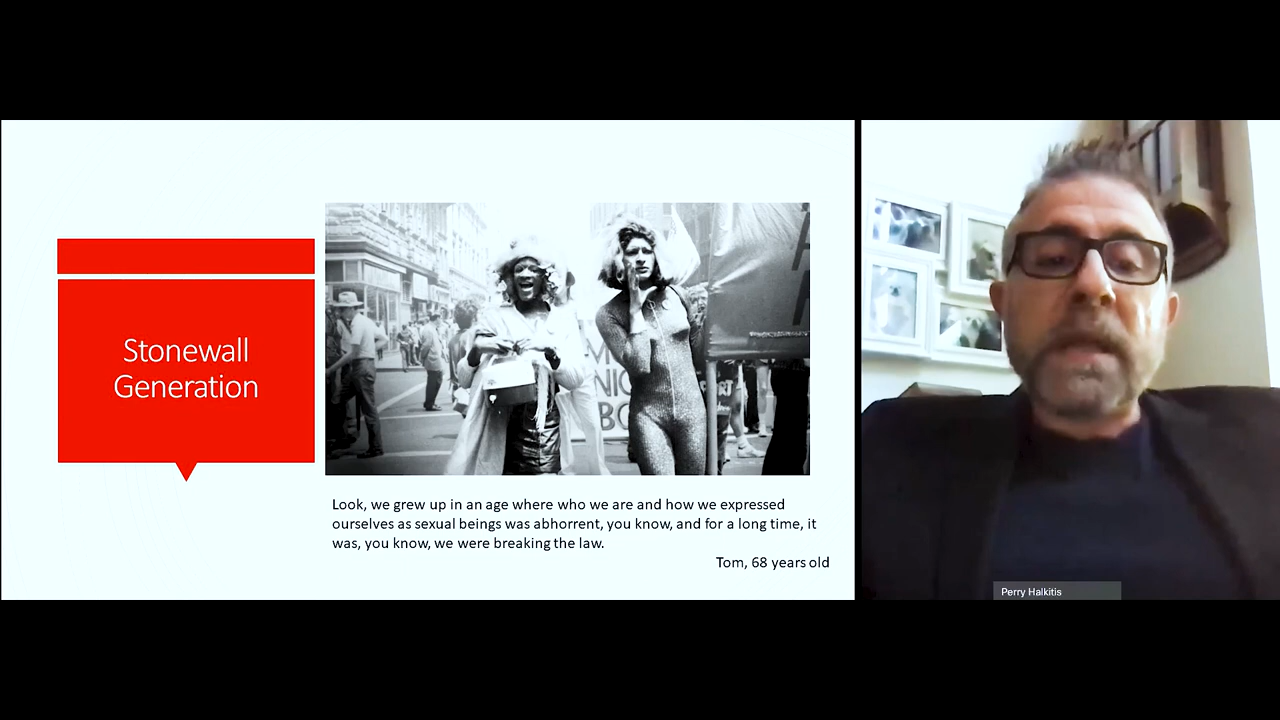 Stonewall
Generation
Look, we grew up in an age where who we are and how we expressed
ourselves as sexual beings was abhorrent, you know, and for a long time, it
was, you know, we were breaking the law.
Tom, 68 years old
Perry Halkitis